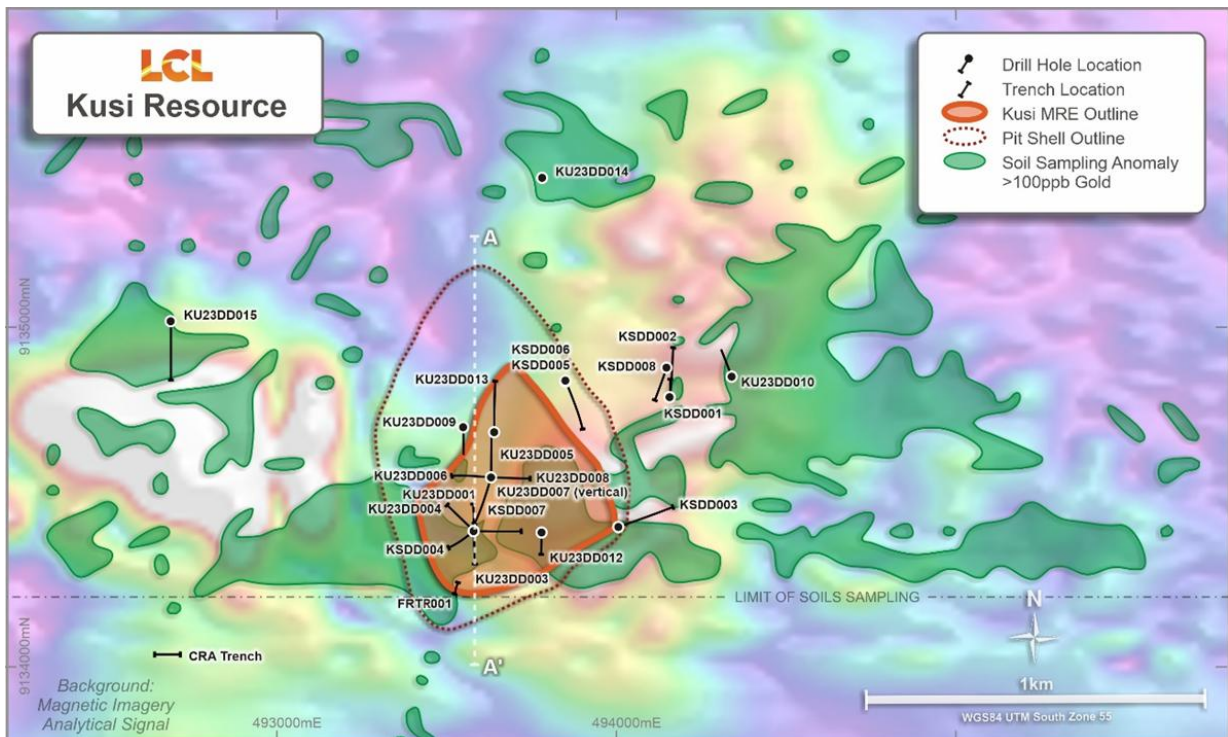 LCL
Kusi Resource
Drill Hole Location
Trench Location
Kusi MRE Outline
Pit Shell Outline
Soil Sampling Anomaly
>100ppb Gold
KU23DD014
A
KU23DD015
9135000mN
KSDD002
KSDD006
KSDD005
KSDD008
KU23DD013
KU23DD010
KSDD001
KU23DD009
KU23DD005
KU23DD006
KU23DD008
KU23DD001
KU23DD007 (vertical)
KU23DD004
KSDD007
KSDD003
KSDD004
KU23DD012
KU23DD003
FRTR001
LIMIT OF SOILS SAMPLING
N
9134000mN
CRA Trench
A'
Background:
Magnetic Imagery
Analytical Signal
1km
493000mE
494000mE
WGS84 UTM South Zone 55